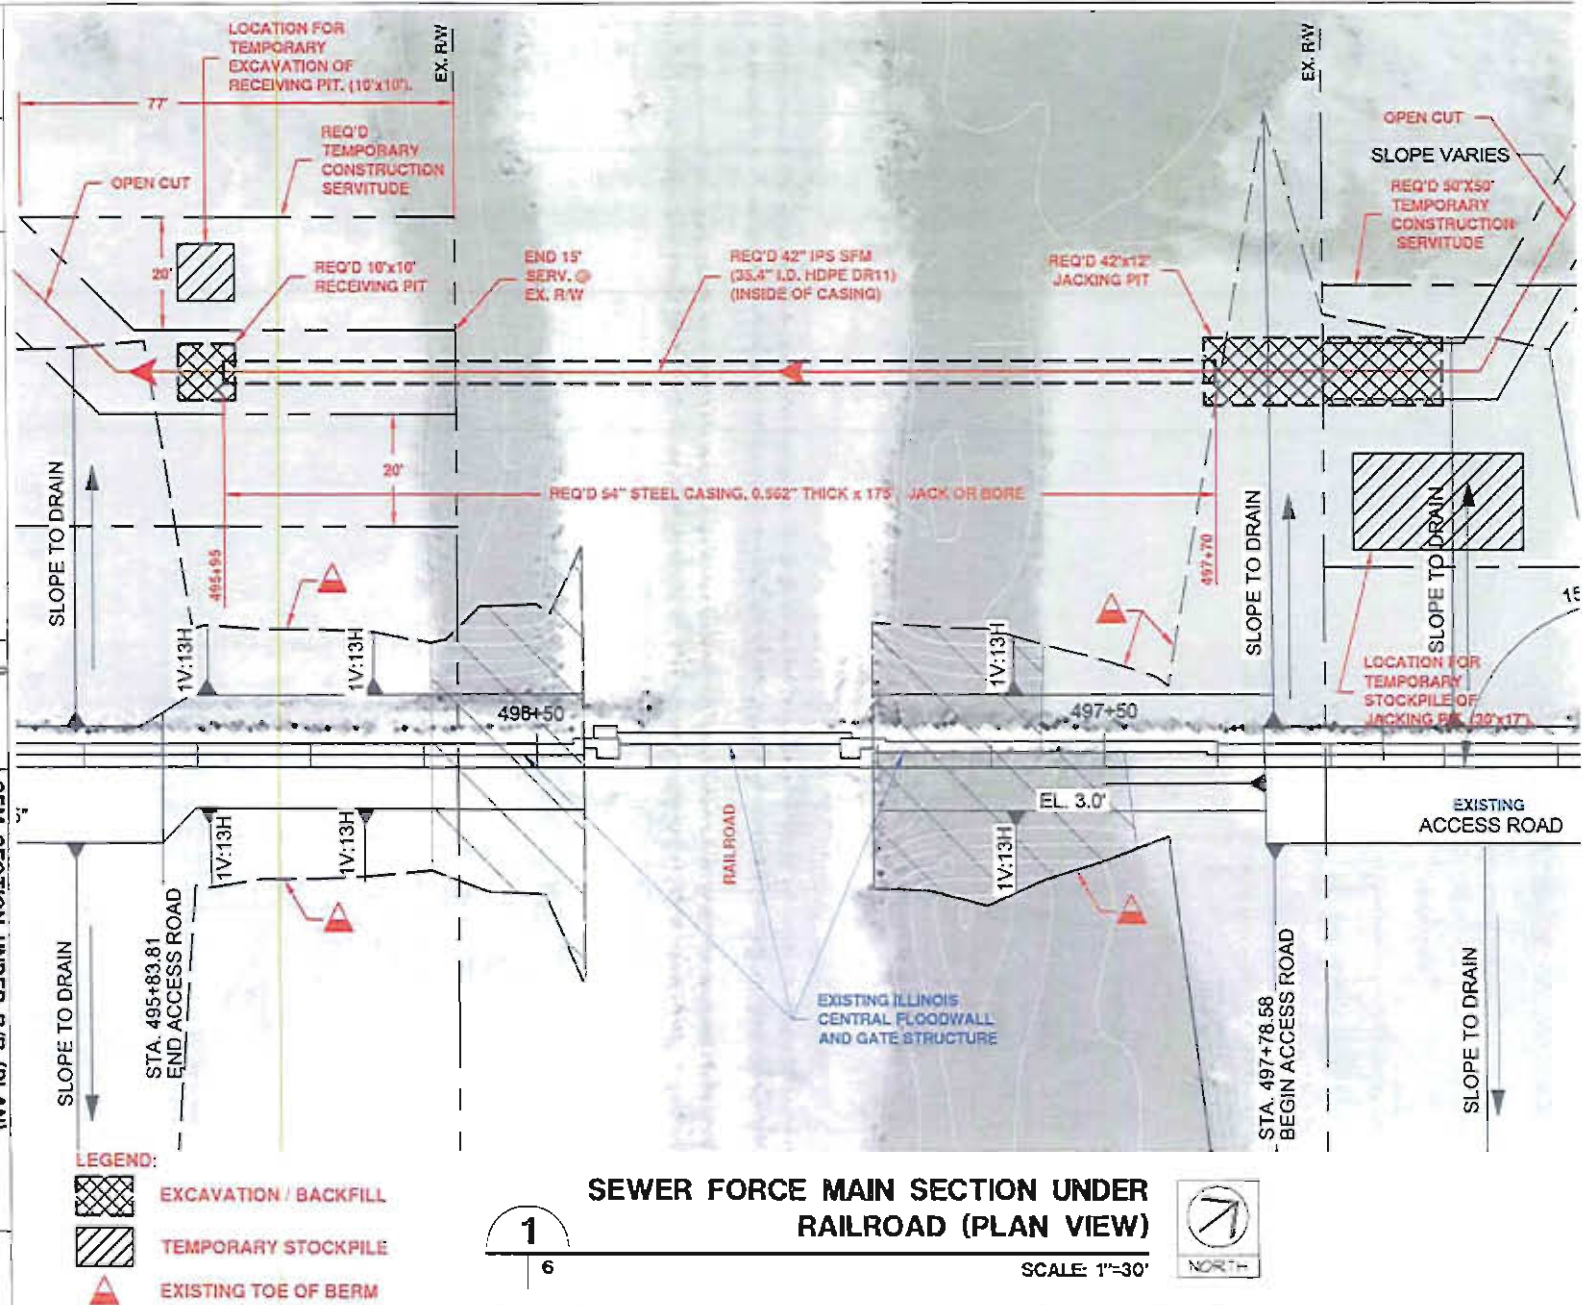 LOCATION FOR
TEMPORARY
EXCAVATION OF
RECEIVING PIT. (10'x10').
EX. R/W
EX. R/W
77'
REQ'D
TEMPORARY
CONSTRUCTION
SERVITUDE
OPEN CUT
OPEN CUT
SLOPE VARIES
REQ'D 50'X50'
TEMPORARY
CONSTRUCTION
SERVITUDE
20'
REQ'D 10'x10'
RECEIVING PIT
END 15'
SERV. @
EX. R/W
REQ'D 42" IPS SFM
(35.4" I.D. HDPE DR11)
(INSIDE OF CASING)
REQ'D 42'x12'
JACKING PIT
20'
REQ'D 54" STEEL CASING, 0.562" THICK x 175' JACK OR BORE
SLOPE TO DRAIN
495+95
497+70
SLOPE TO DRAIN
SLOPE TO DRAIN
15
1V:13H
1V:13H
1V:13H
LOCATION FOR
TEMPORARY
STOCKPILE OF
JACKING PIT. (30'x17').
496+50
497+50
EL. 3.0'
EXISTING
ACCESS ROAD
RAILROAD
1V:13H
1V:13H
1V:13H
SLOPE TO DRAIN
STA. 495+83.81
END ACCESS ROAD
EXISTING ILLINOIS
CENTRAL FLOODWALL
AND GATE STRUCTURE
STA. 497+78.58
BEGIN ACCESS ROAD
SLOPE TO DRAIN
LEGEND:
EXCAVATION / BACKFILL
TEMPORARY STOCKPILE
EXISTING TOE OF BERM
1
6
SEWER FORCE MAIN SECTION UNDER
RAILROAD (PLAN VIEW)
SCALE: 1"=30'
NORTH